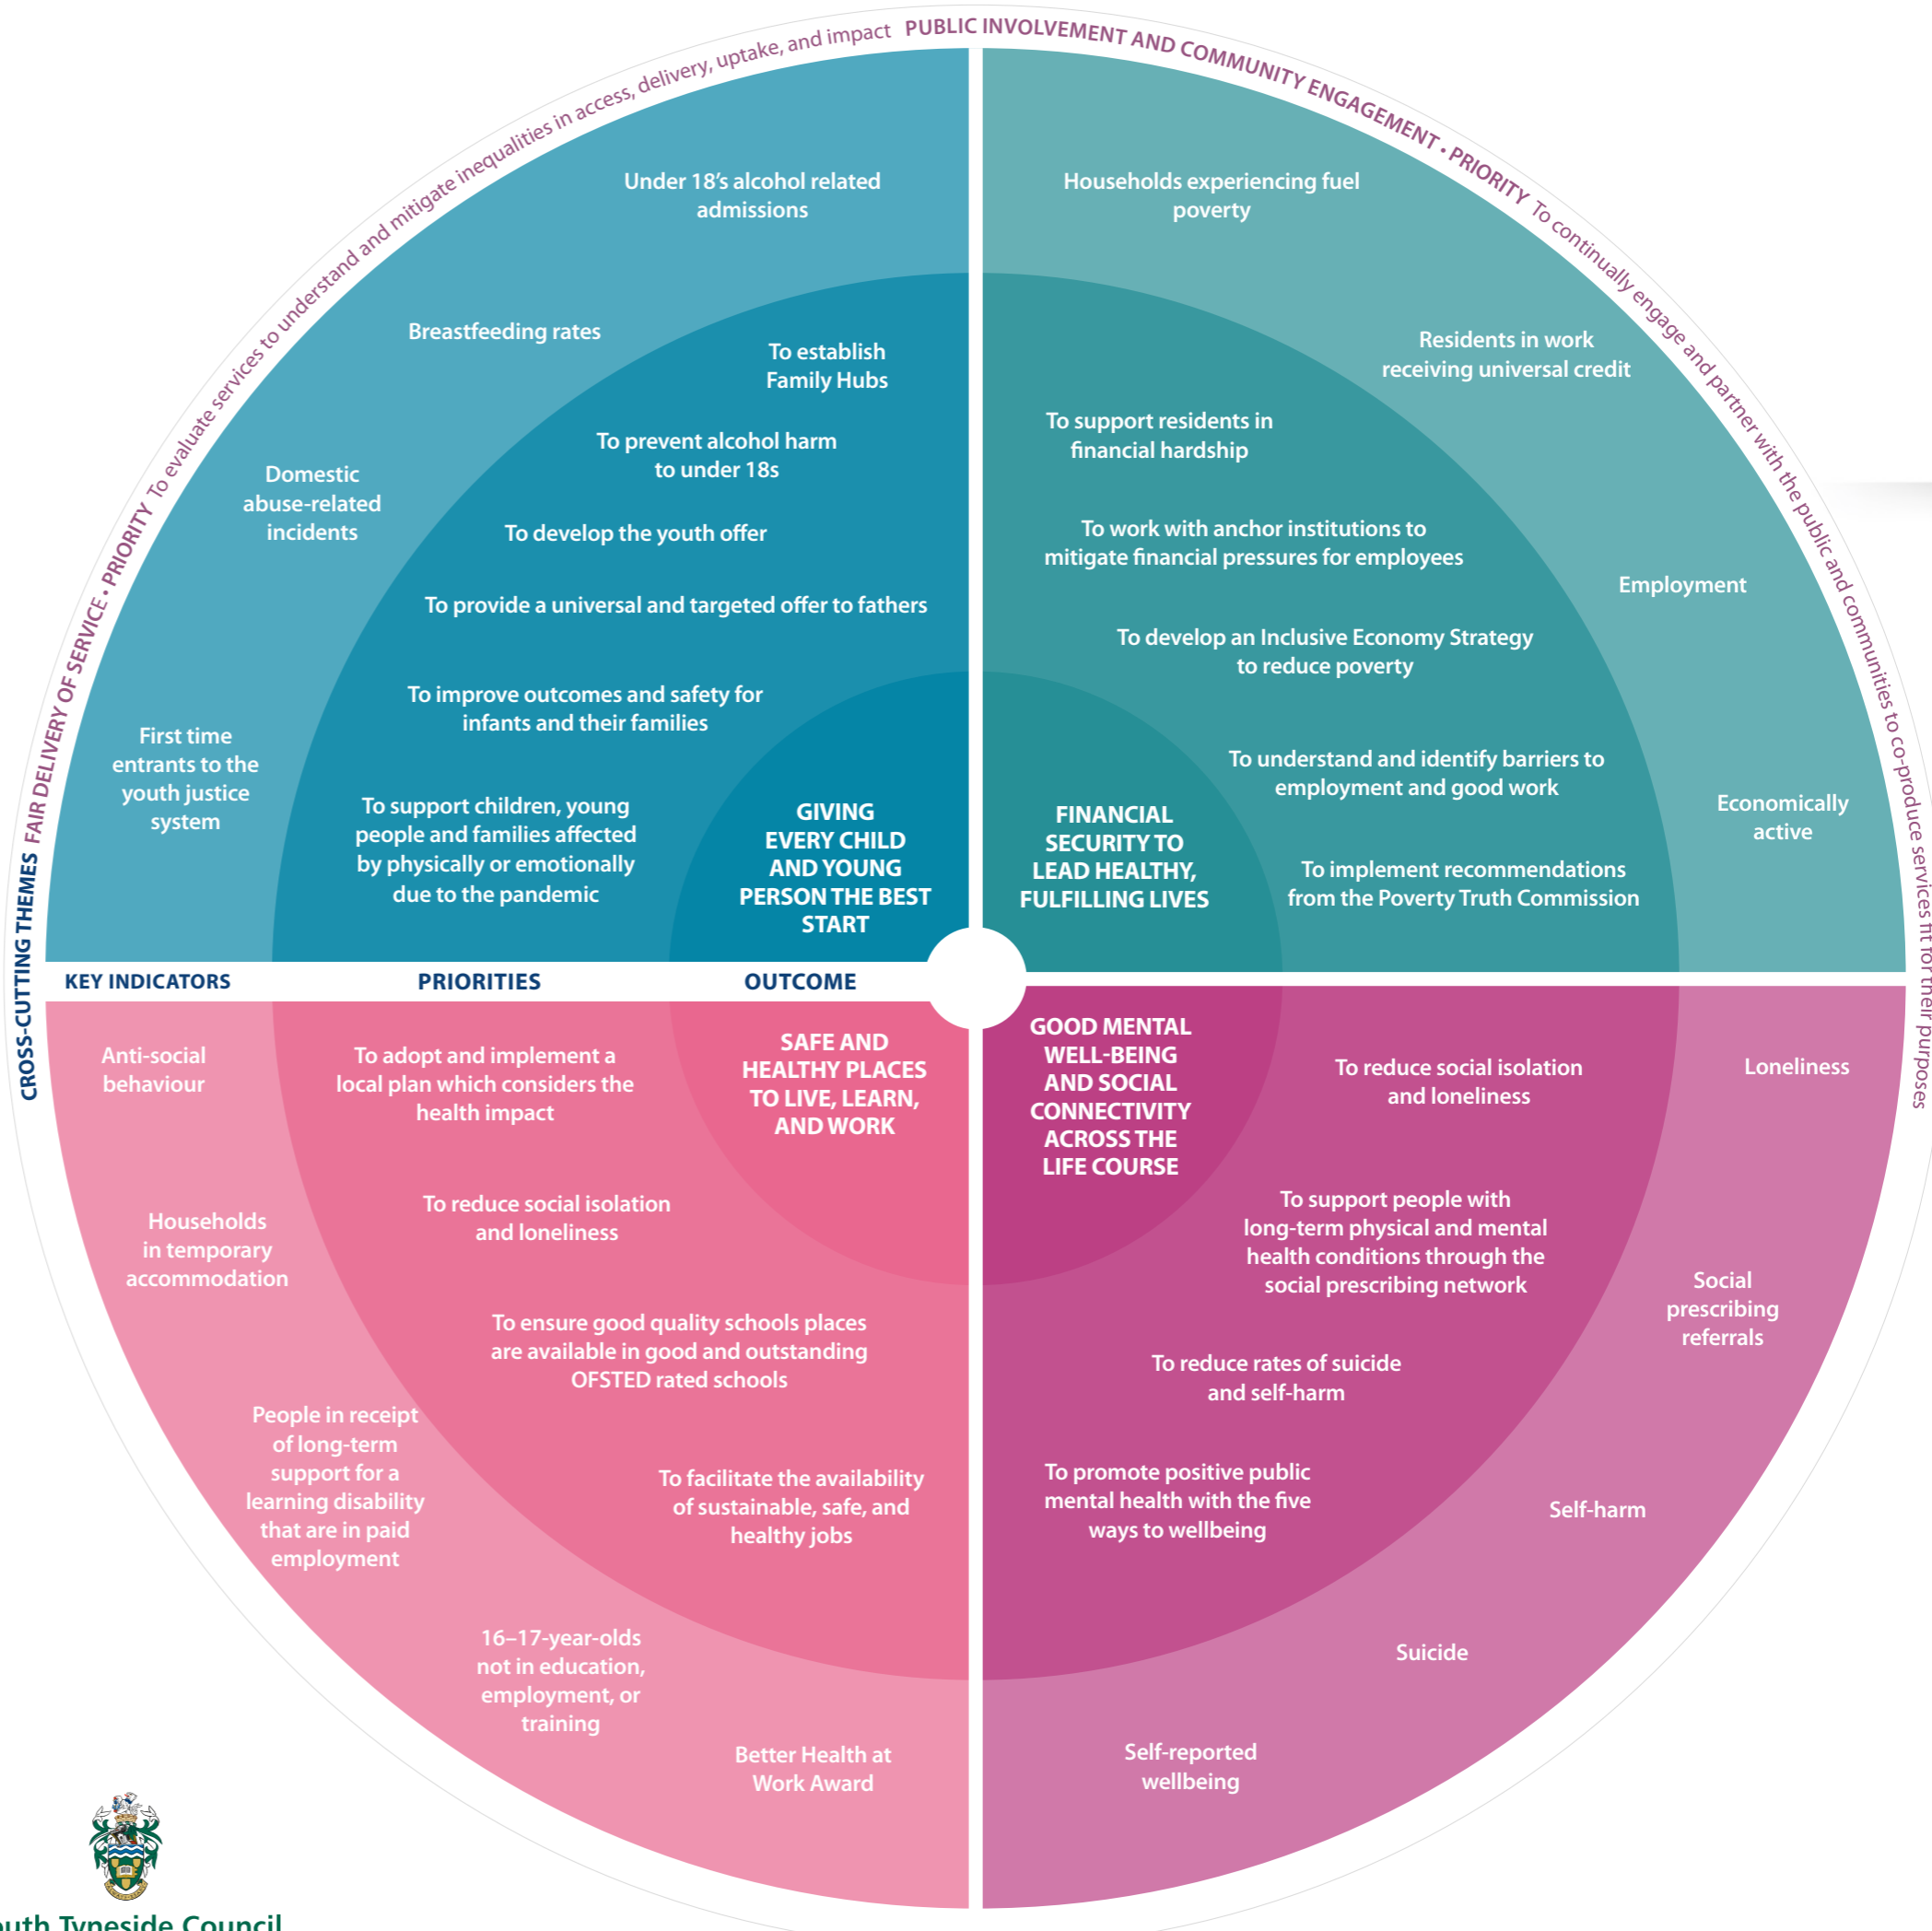 CROSS-CUTTING THEMES FAIR DELIVERY OF SERVICE • PRIORITY To evaluate services to understand and mitigate inequalities in access, delivery, uptake, and impact PUBLIC INVOLVEMENT AND COMMUNITY ENGAGEMENT • PRIORITY To continually engage and partner with the public and communities to co-produce services fit for their purposes
Under 18's alcohol related
admissions
Breastfeeding rates
Domestic
abuse-related
incidents
First time
entrants to the
youth justice
system
To establish
Family Hubs
To prevent alcohol harm
to under 18s
To develop the youth offer
To provide a universal and targeted offer to fathers
To improve outcomes and safety for
infants and their families
To support children, young
people and families affected
by physically or emotionally
due to the pandemic
GIVING
EVERY CHILD
AND YOUNG
PERSON THE BEST
START
Households experiencing fuel
poverty
Residents in work
receiving universal credit
Employment
Economically
active
To support residents in
financial hardship
To work with anchor institutions to
mitigate financial pressures for employees
To develop an Inclusive Economy Strategy
to reduce poverty
To understand and identify barriers to
employment and good work
To implement recommendations
from the Poverty Truth Commission
FINANCIAL
SECURITY TO
LEAD HEALTHY,
FULFILLING LIVES
KEY INDICATORS
PRIORITIES
OUTCOME
Anti-social
behaviour
Households
in temporary
accommodation
People in receipt
of long-term
support for a
learning disability
that are in paid
employment
16–17-year-olds
not in education,
employment, or
training
Better Health at
Work Award
To adopt and implement a
local plan which considers the
health impact
To reduce social isolation
and loneliness
To ensure good quality schools places
are available in good and outstanding
OFSTED rated schools
To facilitate the availability
of sustainable, safe, and
healthy jobs
SAFE AND
HEALTHY PLACES
TO LIVE, LEARN,
AND WORK
GOOD MENTAL
WELL-BEING
AND SOCIAL
CONNECTIVITY
ACROSS THE
LIFE COURSE
To reduce social isolation
and loneliness
To support people with
long-term physical and mental
health conditions through the
social prescribing network
To reduce rates of suicide
and self-harm
To promote positive public
mental health with the five
ways to wellbeing
Loneliness
Social
prescribing
referrals
Self-harm
Suicide
Self-reported
wellbeing
Tyneside Council